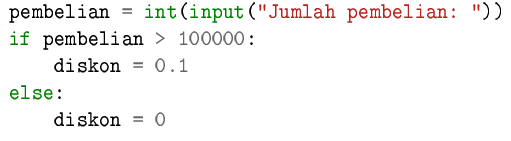 pembelian = int(input("Jumlah pembelian: "))
if pembelian > 100000:
    diskon = 0.1
else:
    diskon = 0